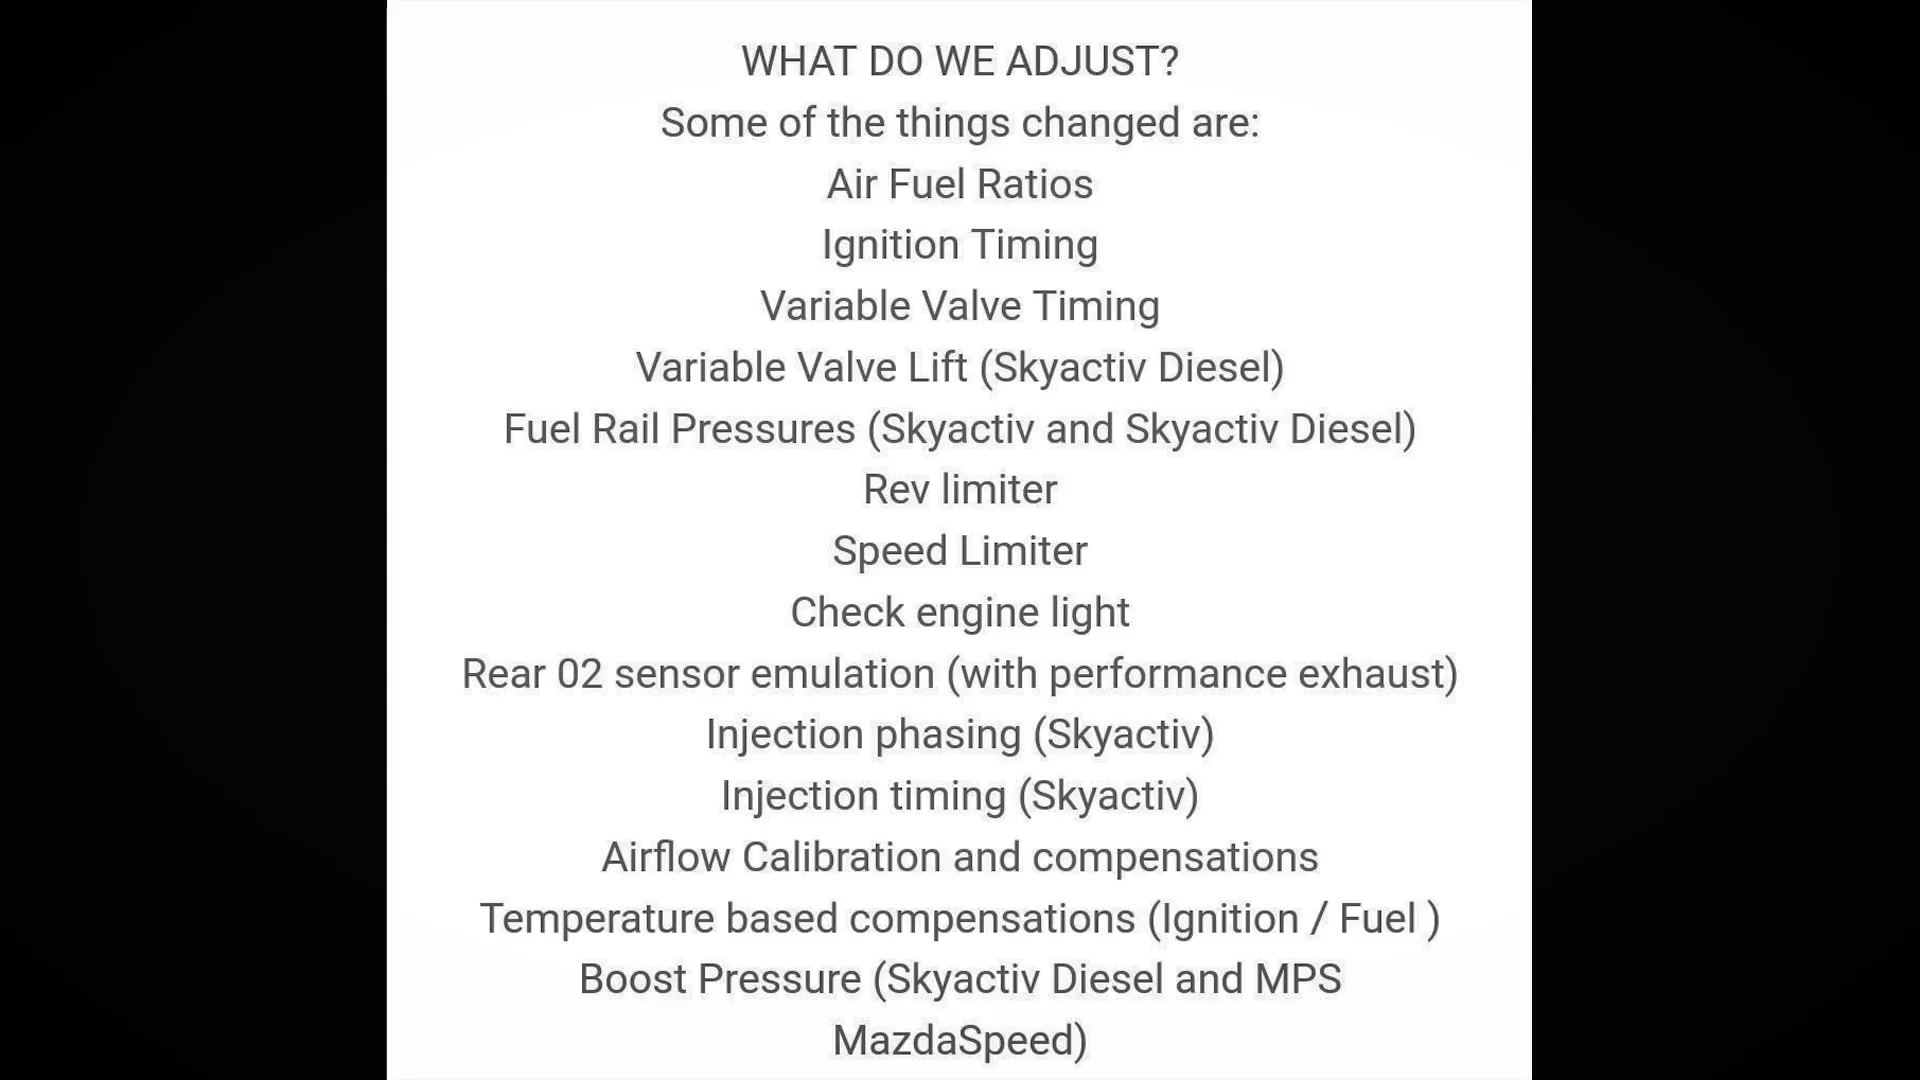 WHAT DO WE ADJUST?
Some of the things changed are:
Air Fuel Ratios
Ignition Timing
Variable Valve Timing
Variable Valve Lift (Skyactiv Diesel)
Fuel Rail Pressures (Skyactiv and Skyactiv Diesel)
Rev limiter
Speed Limiter
Check engine light
Rear 02 sensor emulation (with performance exhaust)
Injection phasing (Skyactiv)
Injection timing (Skyactiv)
Airflow Calibration and compensations
Temperature based compensations (Ignition / Fuel )
Boost Pressure (Skyactiv Diesel and MPS
MazdaSpeed)